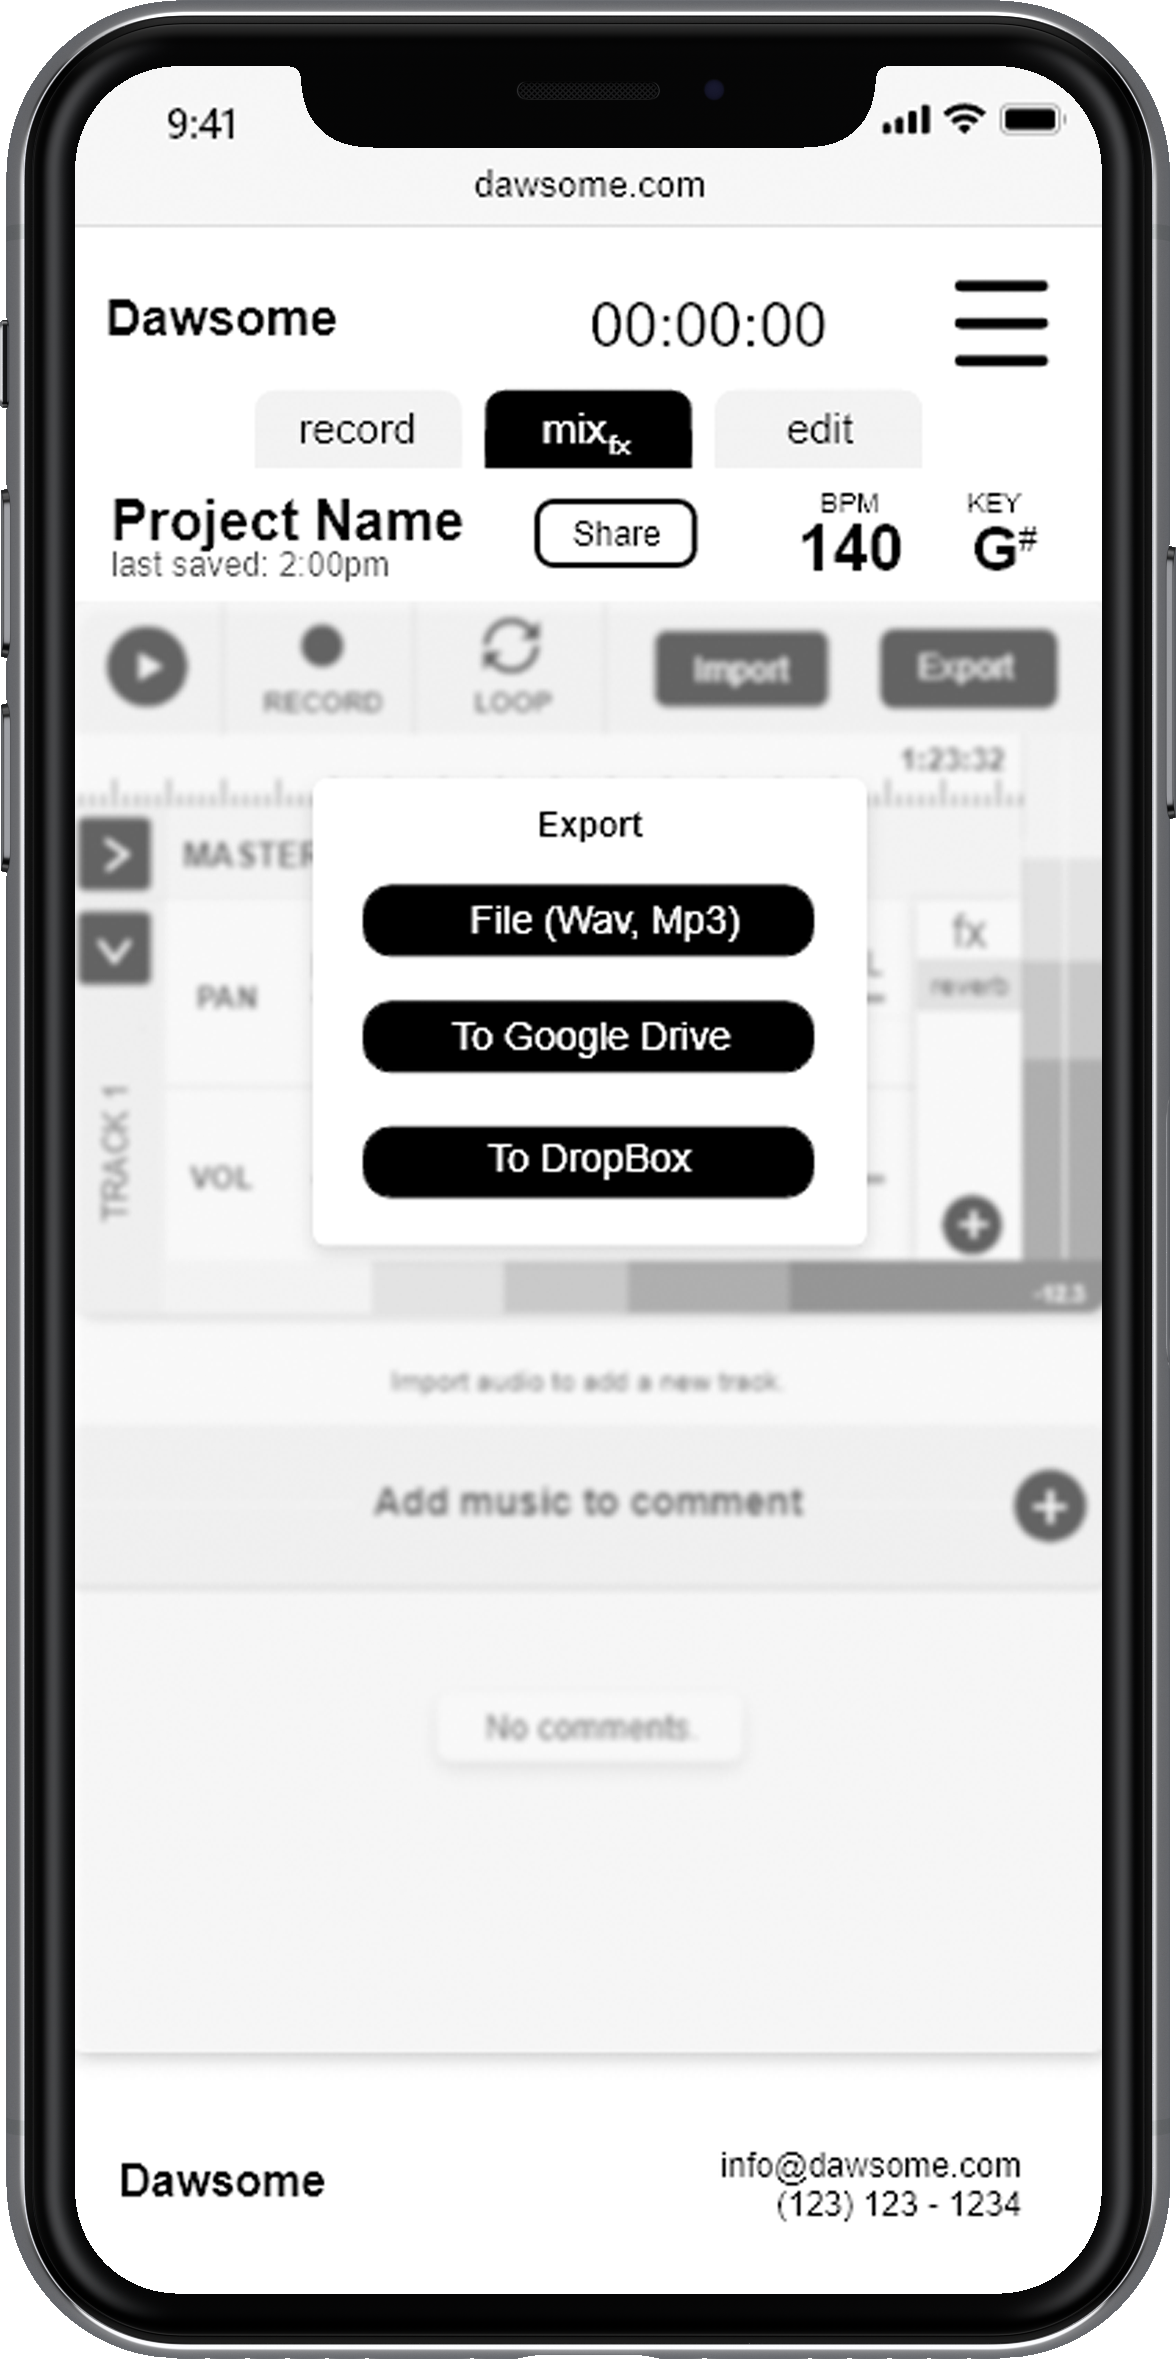 9:41
dawsome.com
Dawsome
00:00:00
record
mix fx
edit
Project Name
last saved: 2:00pm
Share
BPM
140
KEY
G#
RECORD
LOOP
Import
Export
1:23:32
MASTER
Export
File (Wav, Mp3)
To Google Drive
To DropBox
PAN
VOL
TRACK 1
L
fx
reverb
-12.3
Import audio to add a new track.
Add music to comment
No comments.
Dawsome
info@dawsome.com
(123) 123 - 1234